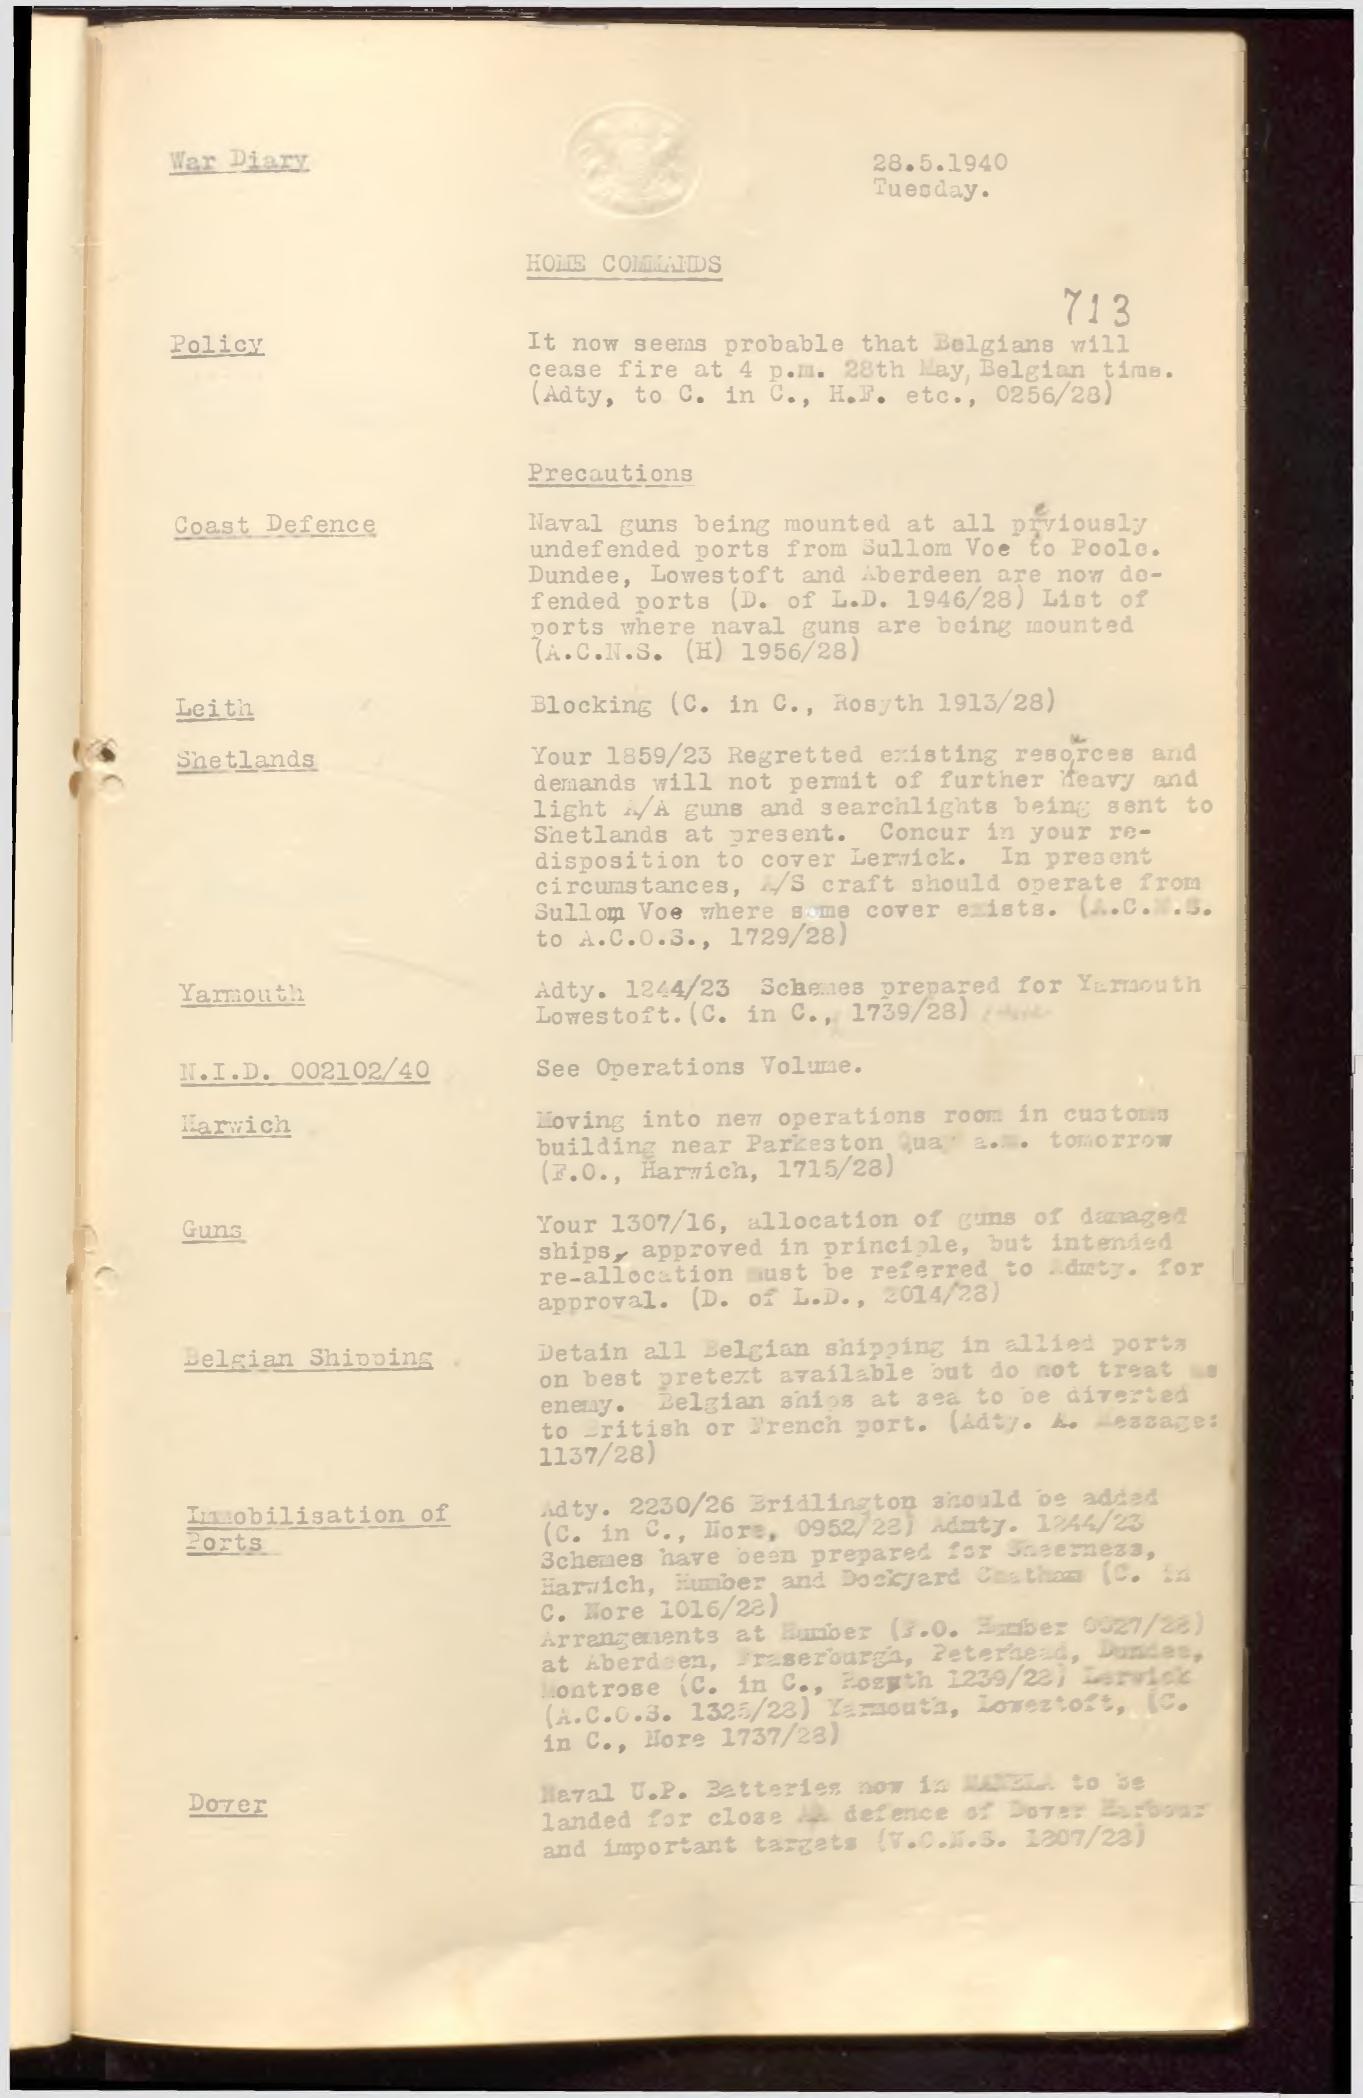 War Diary
28.5.1940
Tuesday.
HOME COMMANDS
713
Policy
It now seems probable that Belgians will
cease fire at 4 p.m. 28th May, Belgian time.
(Adty, to C. in C., H.F. etc., 0256/28)
Precautions
Coast Defence
Naval guns being mounted at all previously
undefended ports from Sullom Voe to Poole.
Dundee, Lowestoft and Aberdeen are now de-
fended ports (D. of L.D. 1946/28) List of
ports where naval guns are being mounted
(A.C.N.S. (H) 1956/28)
Leith
Blocking (C. in C., Rosyth 1913/28)
Shetlands
Your 1859/23 Regretted existing resources and
demands will not permit of further heavy and
light A/A guns and searchlights being sent to
Shetlands at present. Concur in your re-
disposition to cover Lerwick. In present
circumstances, A/S craft should operate from
Sullom Voe where some cover exists. (A.C.N.S.
to A.C.O.S., 1729/28)
Yarmouth
Adty. 1244/23 Schemes prepared for Yarmouth
Lowestoft.(C. in C., 1739/28)
N.I.D. 002102/40
See Operations Volume.
Harwich
Moving into new operations room in customs
building near Parkeston Quay a.m. tomorrow
(F.O., Harwich, 1715/28)
Guns
Your 1307/16, allocation of guns of damaged
ships, approved in principle, but intended
re-allocation must be referred to Admty. for
approval. (D. of L.D., 2014/28)
Belgian Shipping
Detain all Belgian shipping in allied ports
on best pretext available but do not treat as
enemy. Belgian ships at sea to be diverted
to British or French port. (Adty. A. Message:
1137/28)
Immobilisation of
Ports
Adty. 2230/26 Bridlington should be added
(C. in C., Nore, 0952/28) Admty. 1244/23
Schemes have been prepared for Sheerness,
Harwich, Humber and Dockyard Chatham (C. in
C. Nore 1016/28)
Arrangements at Humber (F.O. Humber 0927/28)
at Aberdeen, Fraserburgh, Peterhead, Dundee,
Montrose (C. in C., Rosyth 1239/28) Lerwick
(A.C.O.S. 1325/28) Yarmouth, Lowestoft, (C.
in C., Nore 1737/28)
Dover
Naval U.P. Batteries now in MANELA to be
landed for close AA defence of Dover Harbour
and important targets (V.C.N.S. 1807/28)